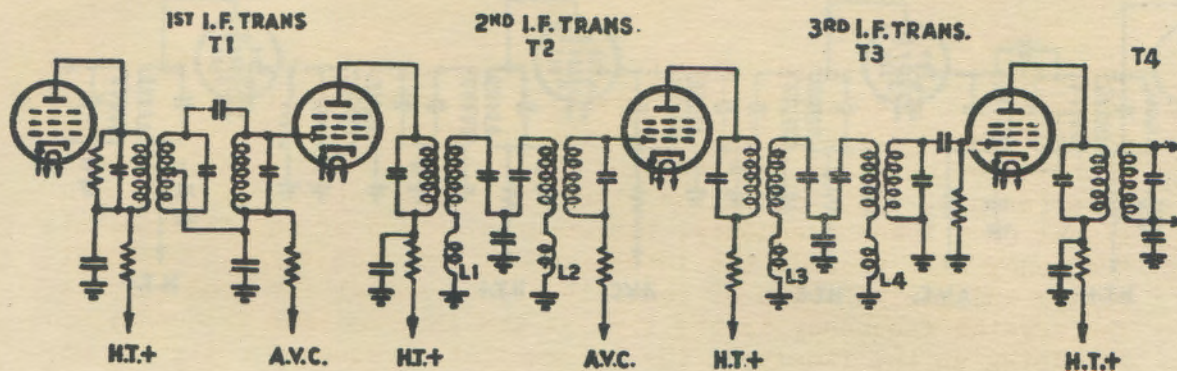 1ST I.F. TRANS
T1
2ND I.F. TRANS.
T2
3RD I.F. TRANS.
T3
T4
L1
L2
L3
L4
H.T.+
A.V.C.
H.T.+
A.V.C.
H.T.+
H.T.+